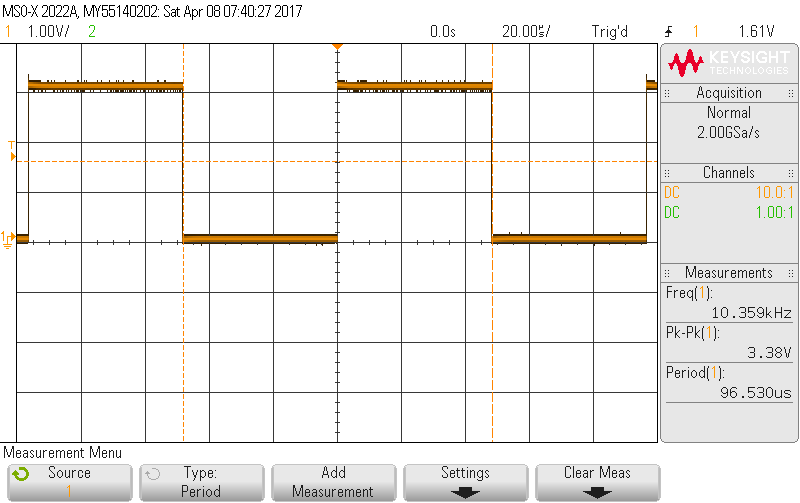 MSO-X 2022A, MY55140202: Sat Apr 08 07:40:27 2017
1 1.00V/ 2 0.0s 20.00us/ Trig'd 1 1.61V
KEYSIGHT
TECHNOLOGIES
Acquisition
Normal
2.00GSa/s
Channels
DC 10.0:1
DC 1.00:1
Measurements
Freq(1):
10.359kHz
Pk-Pk(1):
3.38V
Period(1):
96.530us
T
1
Measurement Menu
Source
1
Type:
Period
Add
Measurement
Settings
Clear Meas